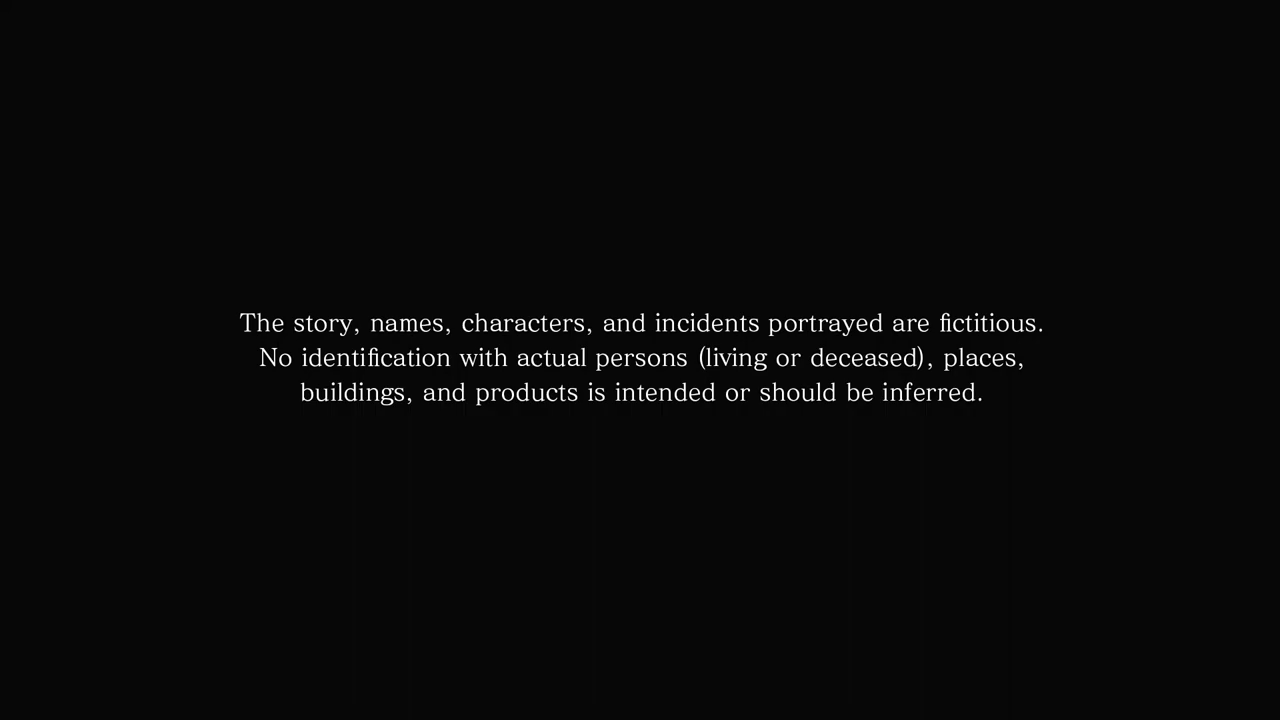 The story, names, characters, and incidents portrayed are fictitious.
No identification with actual persons (living or deceased), places,
buildings, and products is intended or should be inferred.